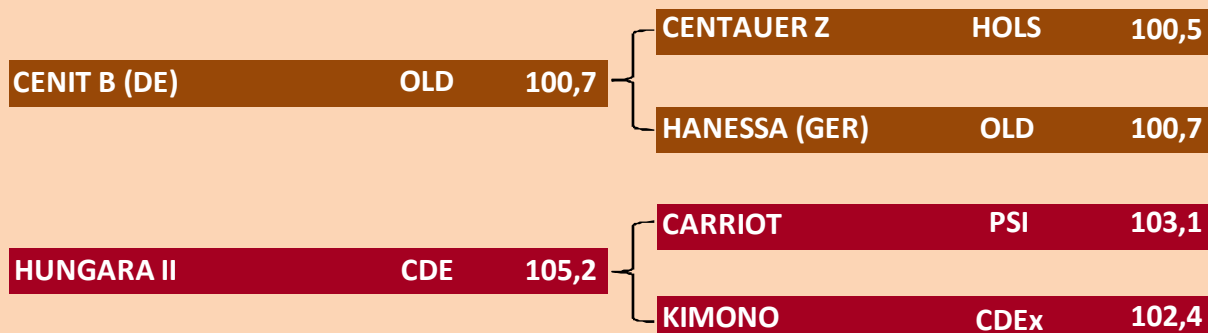 CENTAUER Z HOLS 100,5
CENIT B (DE) OLD 100,7
HANESSA (GER) OLD 100,7
CARRIOT PSI 103,1
HUNGARA II CDE 105,2
KIMONO CDEx 102,4